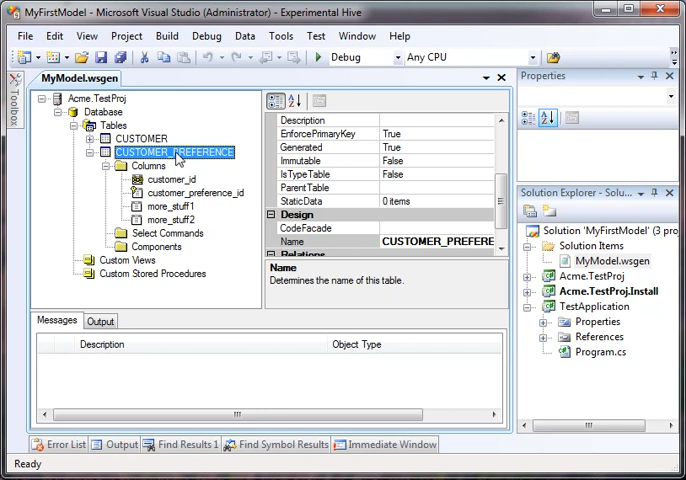 MyFirstModel - Microsoft Visual Studio (Administrator) - Experimental Hive
File Edit View Project Build Debug Data Tools Test Window Help
Debug Any CPU
Toolbox
MyModel.wsgen
Acme.TestProj
Database
Tables
CUSTOMER
CUSTOMER_PREFERENCE
Columns
customer_id
customer_preference_id
more_stuff1
more_stuff2
Select Commands
Components
Custom Views
Custom Stored Procedures
Description
EnforcePrimaryKey True
Generated True
Immutable False
IsTypeTable False
ParentTable
StaticData 0 items
Design
CodeFacade
Name CUSTOMER_PREFERE
Relations
Name
Determines the name of this table.
Messages Output
Description Object Type
Properties
Solution Explorer - Solution 'MyF...
Solution 'MyFirstModel' (3 proj
Solution Items
MyModel.wsgen
Acme.TestProj
Acme.TestProj.Install
TestApplication
Properties
References
Program.cs
Error List Output Find Results 1 Find Symbol Results Immediate Window
Ready